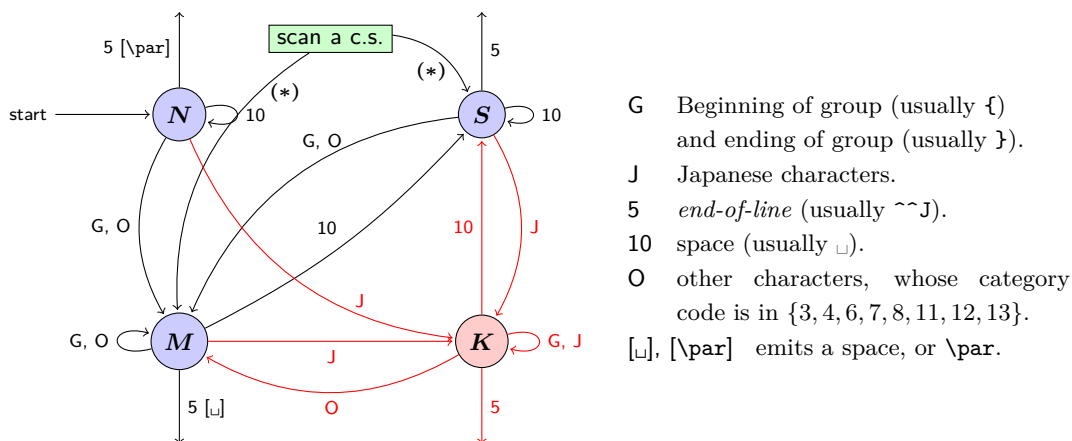 scan a c.s.
5 [\par]
5
(∗)
(∗)
start
N
10
S
10
G, O
G, O
10
10
J
J
G, O
M
J
K
G, J
O
5 [␣]
5
G Beginning of group (usually {)
and ending of group (usually }).
J Japanese characters.
5 end-of-line (usually ^^J).
10 space (usually ␣).
O other characters, whose category
code is in {3, 4, 6, 7, 8, 11, 12, 13}.
[␣], [\par] emits a space, or \par.